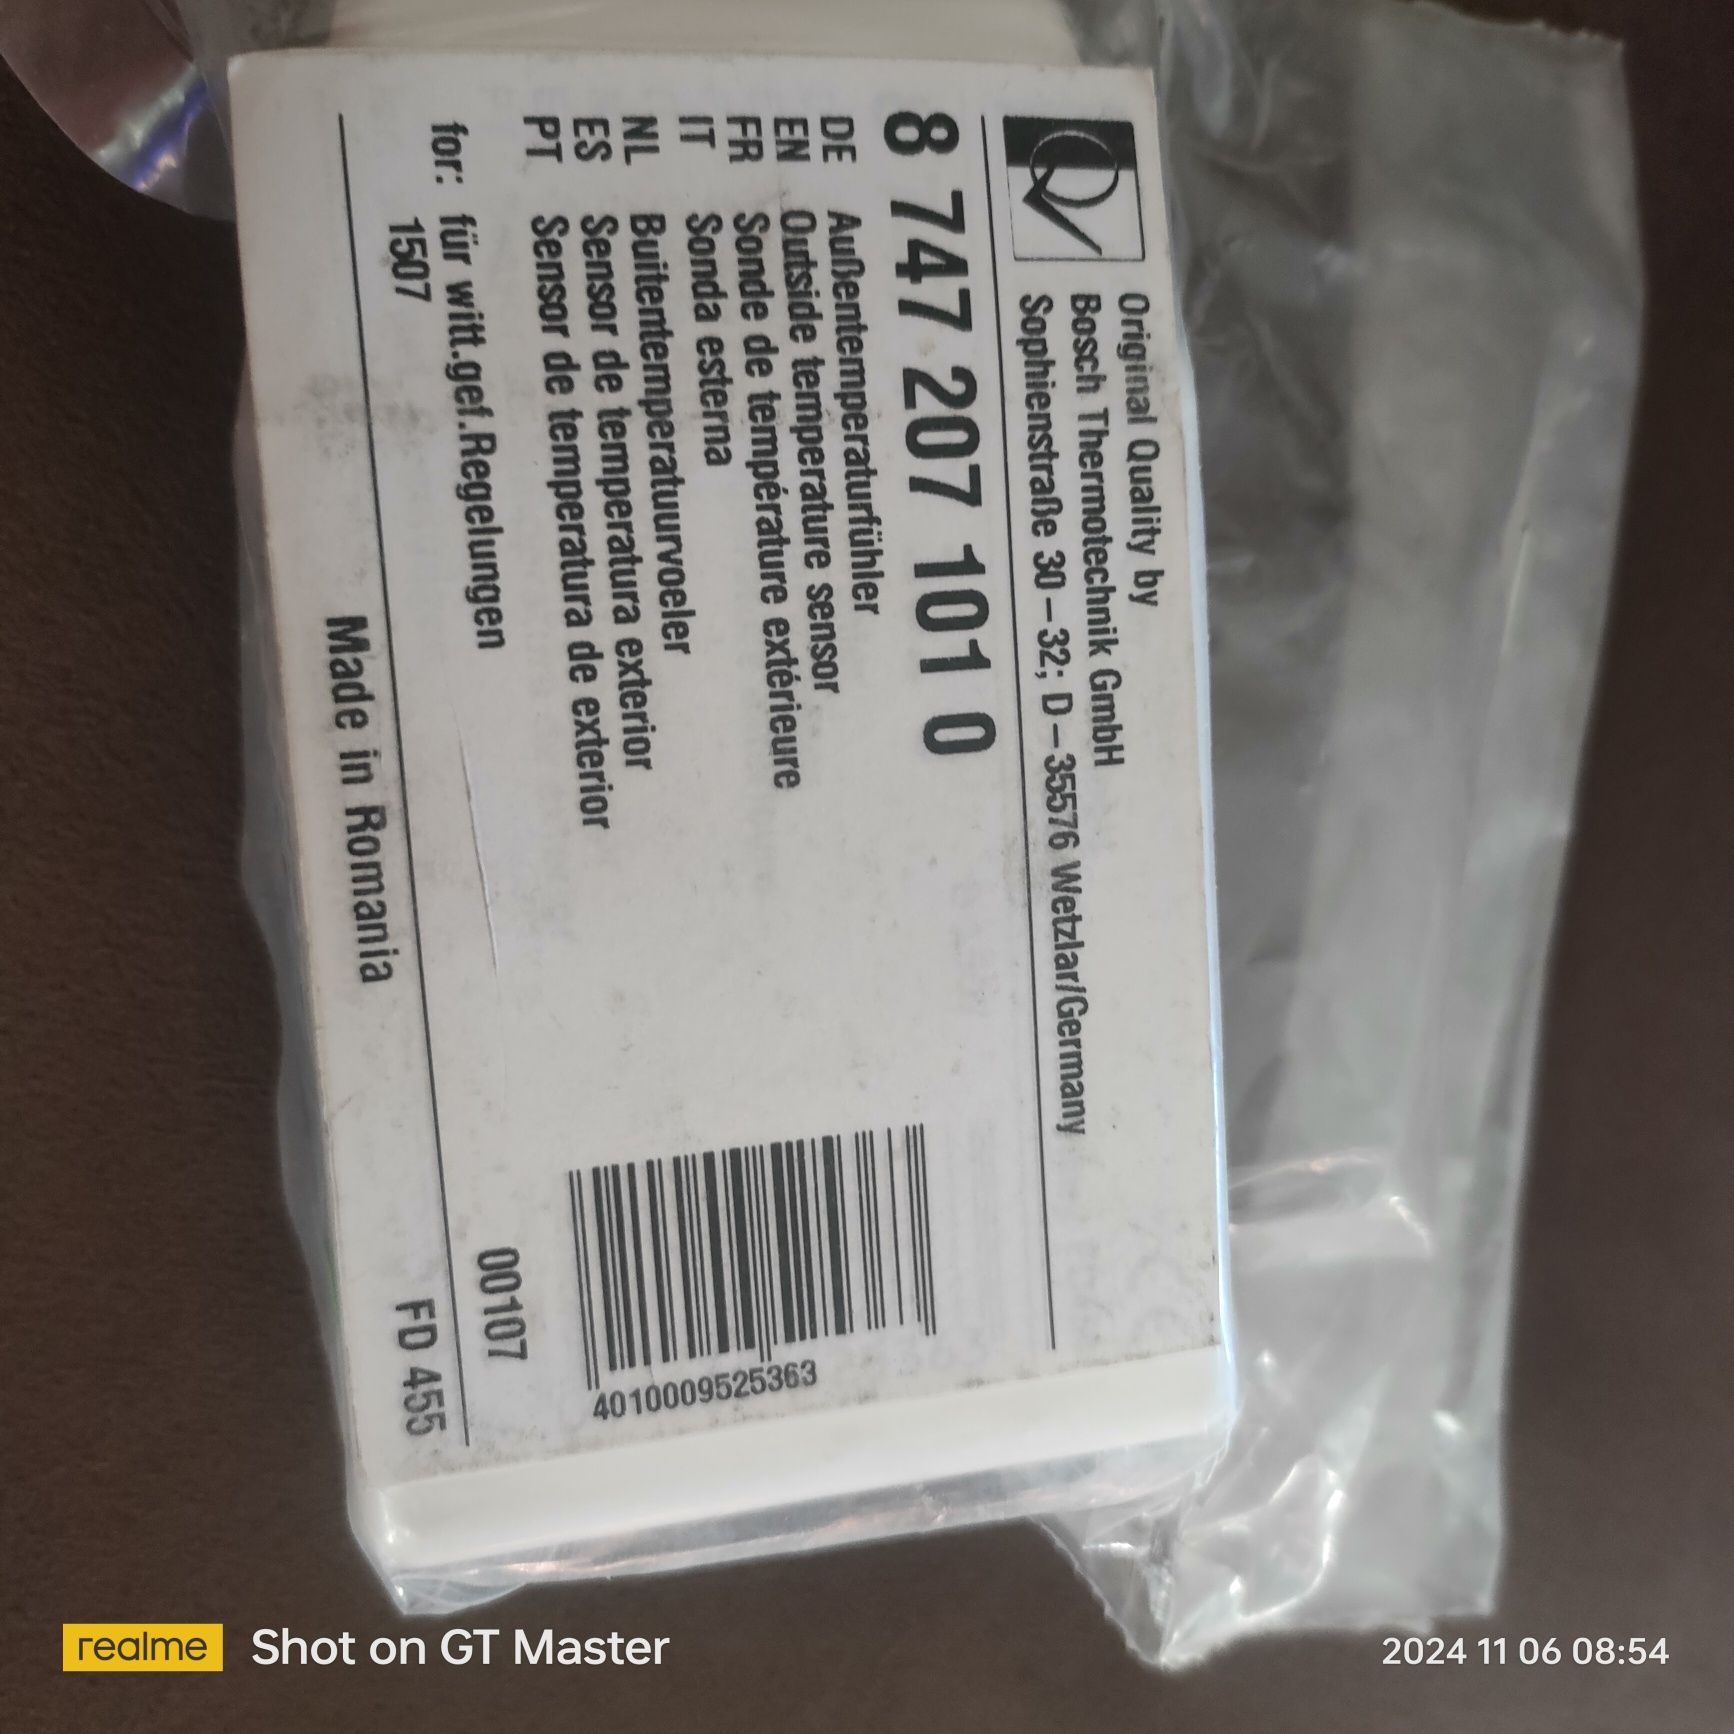 Original Quality by
Bosch Thermotechnik GmbH
Sophienstraße 30–32; D–35576 Wetzlar/Germany
8 747 207 101 0
DE Außentemperaturfühler
EN Outside temperature sensor
FR Sonde de température extérieure
IT Sonda esterna
NL Buitentemperatuurvoeler
ES Sensor de temperatura exterior
PT Sensor de temperatura de exterior
4010009525363
for: für witt.gef.Regelungen
1507
00107
Made in Romania
FD 455
realme Shot on GT Master
2024 11 06 08:54